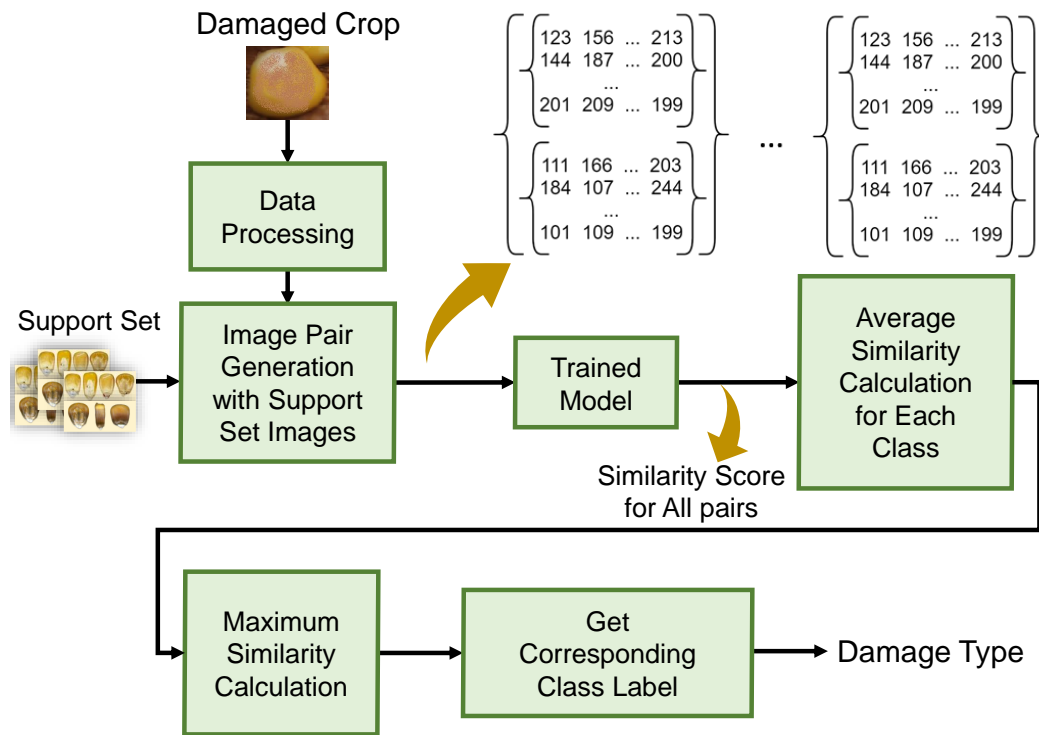 Damaged Crop
123 156 ... 213
144 187 ... 200
...
201 209 ... 199
111 166 ... 203
184 107 ... 244
...
101 109 ... 199
...
123 156 ... 213
144 187 ... 200
...
201 209 ... 199
111 166 ... 203
184 107 ... 244
...
101 109 ... 199
Data
Processing
Support Set
Image Pair
Generation
with Support
Set Images
Trained
Model
Similarity Score
for All pairs
Average
Similarity
Calculation
for Each
Class
Maximum
Similarity
Calculation
Get
Corresponding
Class Label
Damage Type